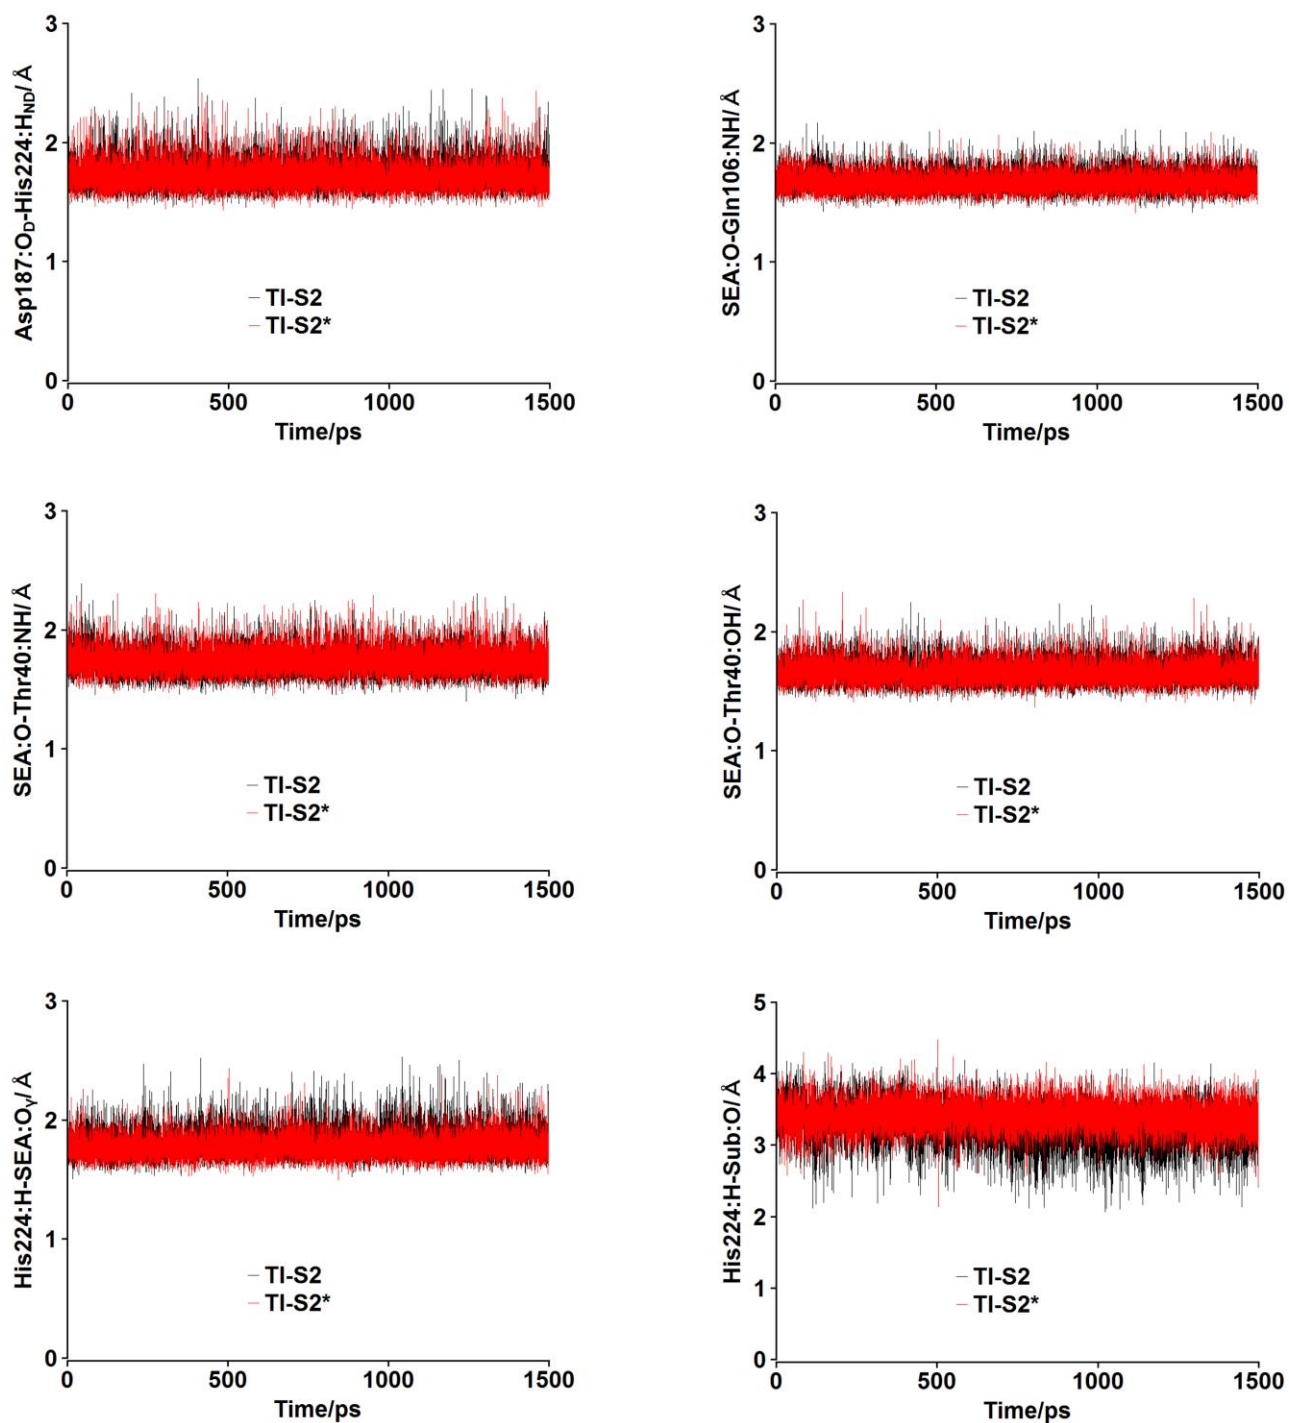 3
2
1
0
Asp187:O_D-His224:H_ND/ Å
TI-S2
TI-S2*
0 500 1000 1500
Time/ps
3
2
1
0
SEA:O-Gln106:NH/ Å
TI-S2
TI-S2*
0 500 1000 1500
Time/ps
3
2
1
0
SEA:O-Thr40:NH/ Å
TI-S2
TI-S2*
0 500 1000 1500
Time/ps
3
2
1
0
SEA:O-Thr40:OH/ Å
TI-S2
TI-S2*
0 500 1000 1500
Time/ps
3
2
1
0
His224:H-SEA:Oγ/ Å
TI-S2
TI-S2*
0 500 1000 1500
Time/ps
5
4
3
2
1
0
His224:H-Sub:O/ Å
TI-S2
TI-S2*
0 500 1000 1500
Time/ps